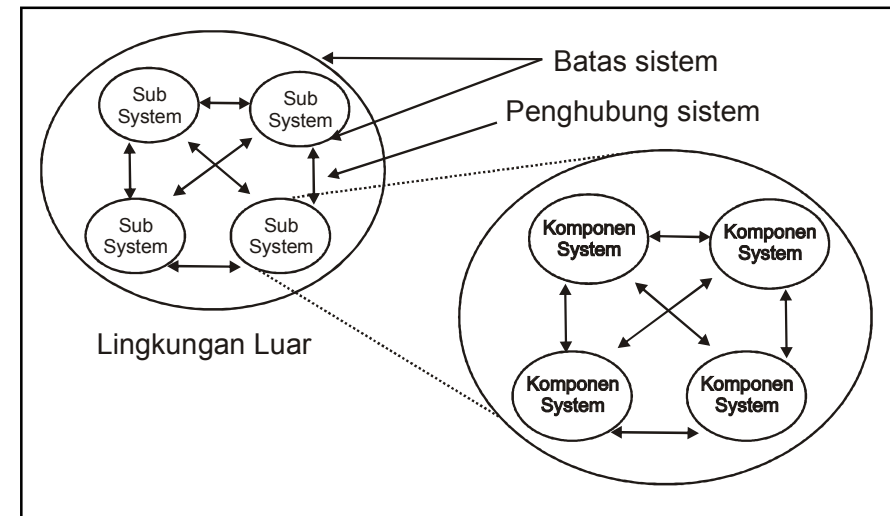 Batas sistem
Sub
System
Sub
System
Penghubung sistem
Sub
System
Sub
System
Komponen
System
Komponen
System
Lingkungan Luar
Komponen
System
Komponen
System